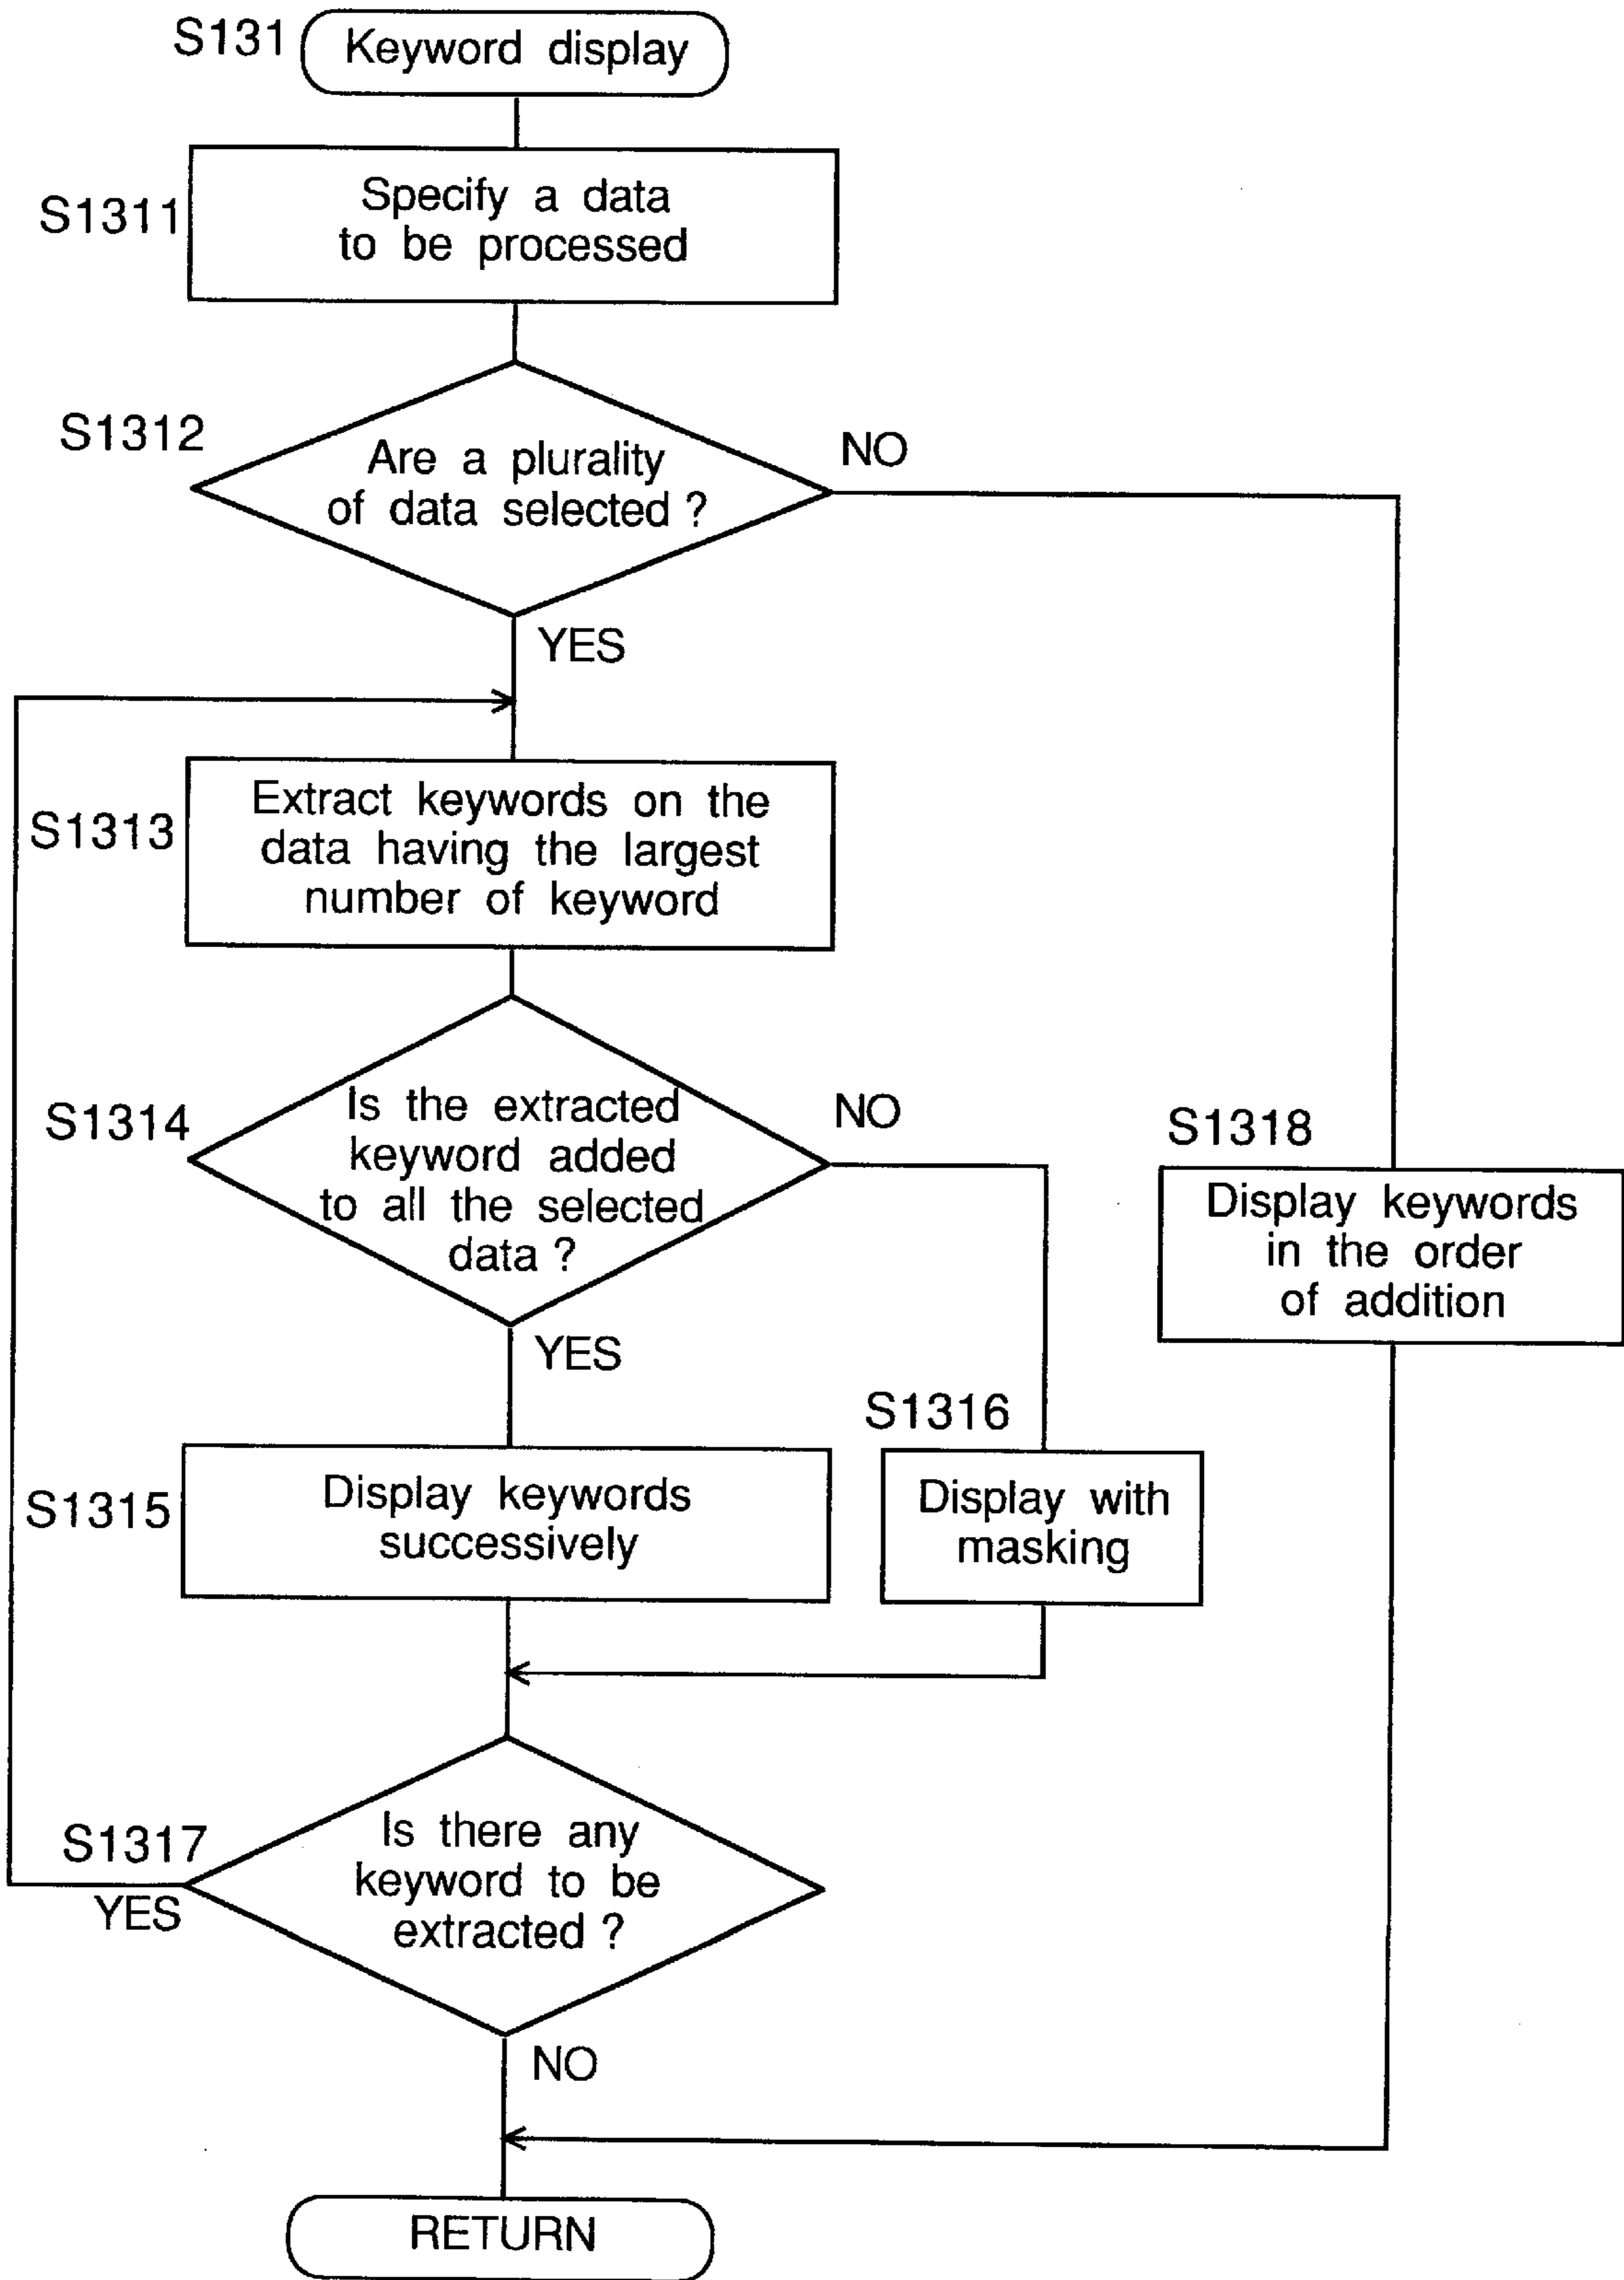 S131
Keyword display
S1311
Specify a data
to be processed
S1312
Are a plurality
of data selected ?
NO
YES
S1313
Extract keywords on the
data having the largest
number of keyword
S1314
Is the extracted
keyword added
to all the selected
data ?
NO
YES
S1318
Display keywords
in the order
of addition
S1315
Display keywords
successively
S1316
Display with
masking
S1317
YES
Is there any
keyword to be
extracted ?
NO
RETURN